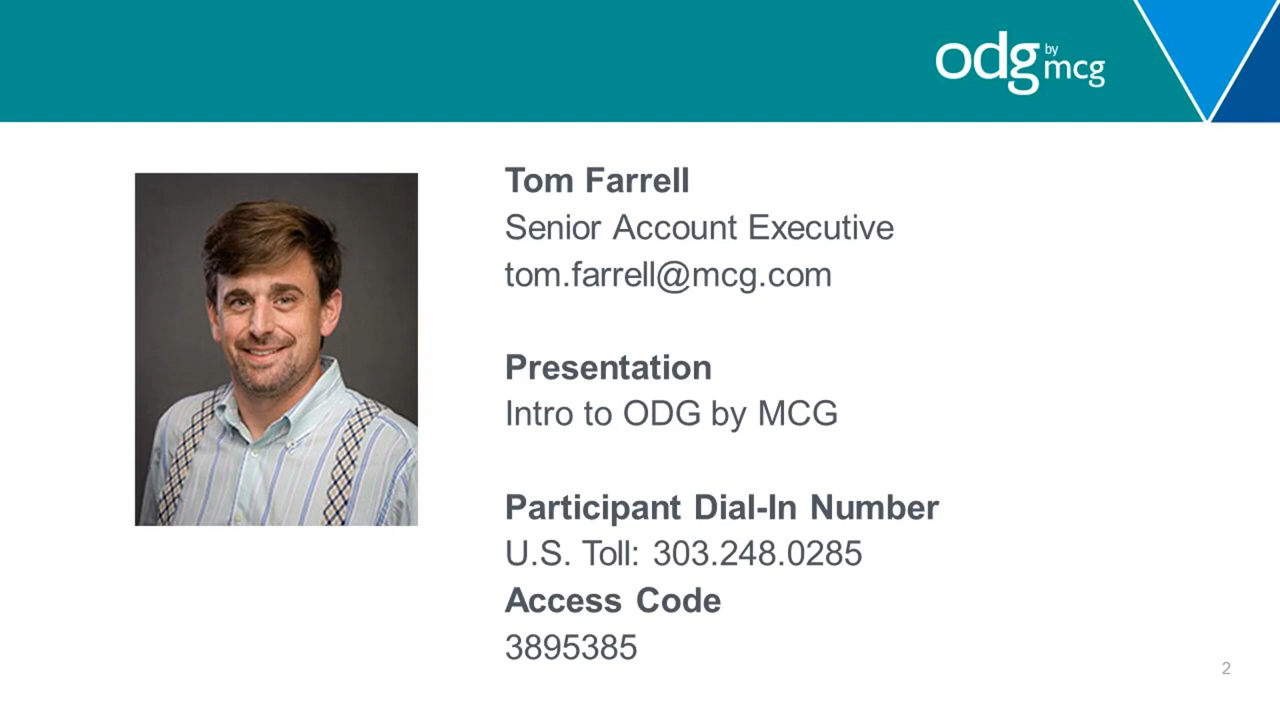 odg by mcg
Tom Farrell
Senior Account Executive
tom.farrell@mcg.com
Presentation
Intro to ODG by MCG
Participant Dial-In Number
U.S. Toll: 303.248.0285
Access Code
3895385
2